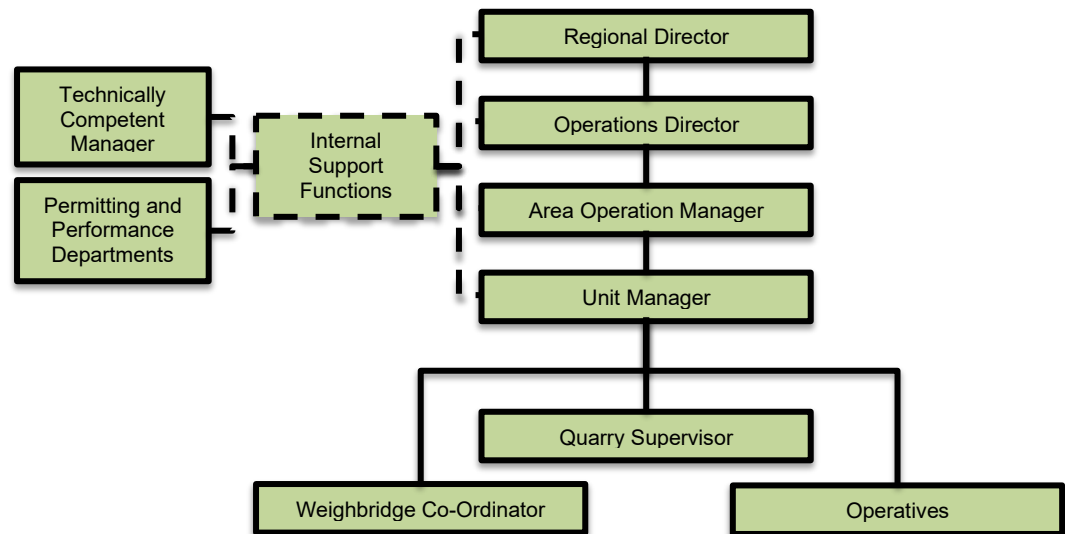 Regional Director
Technically
Competent
Manager
Operations Director
Internal
Support
Functions
Permitting and
Performance
Departments
Area Operation Manager
Unit Manager
Quarry Supervisor
Weighbridge Co-Ordinator
Operatives